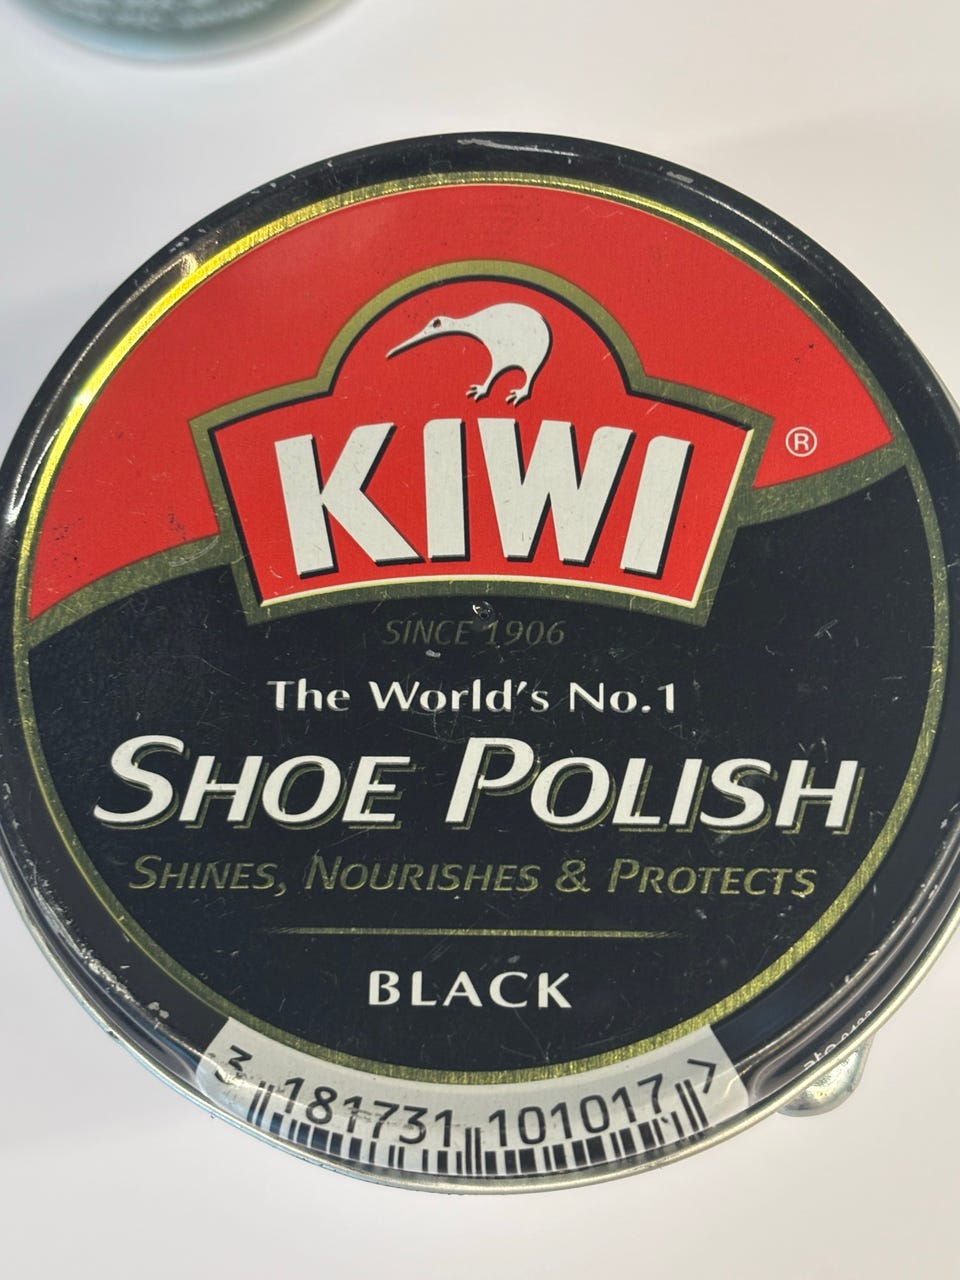 KIWI
®
SINCE 1906
The World's No.1
SHOE POLISH
SHINES, NOURISHES & PROTECTS
BLACK
3 181731 101017 >